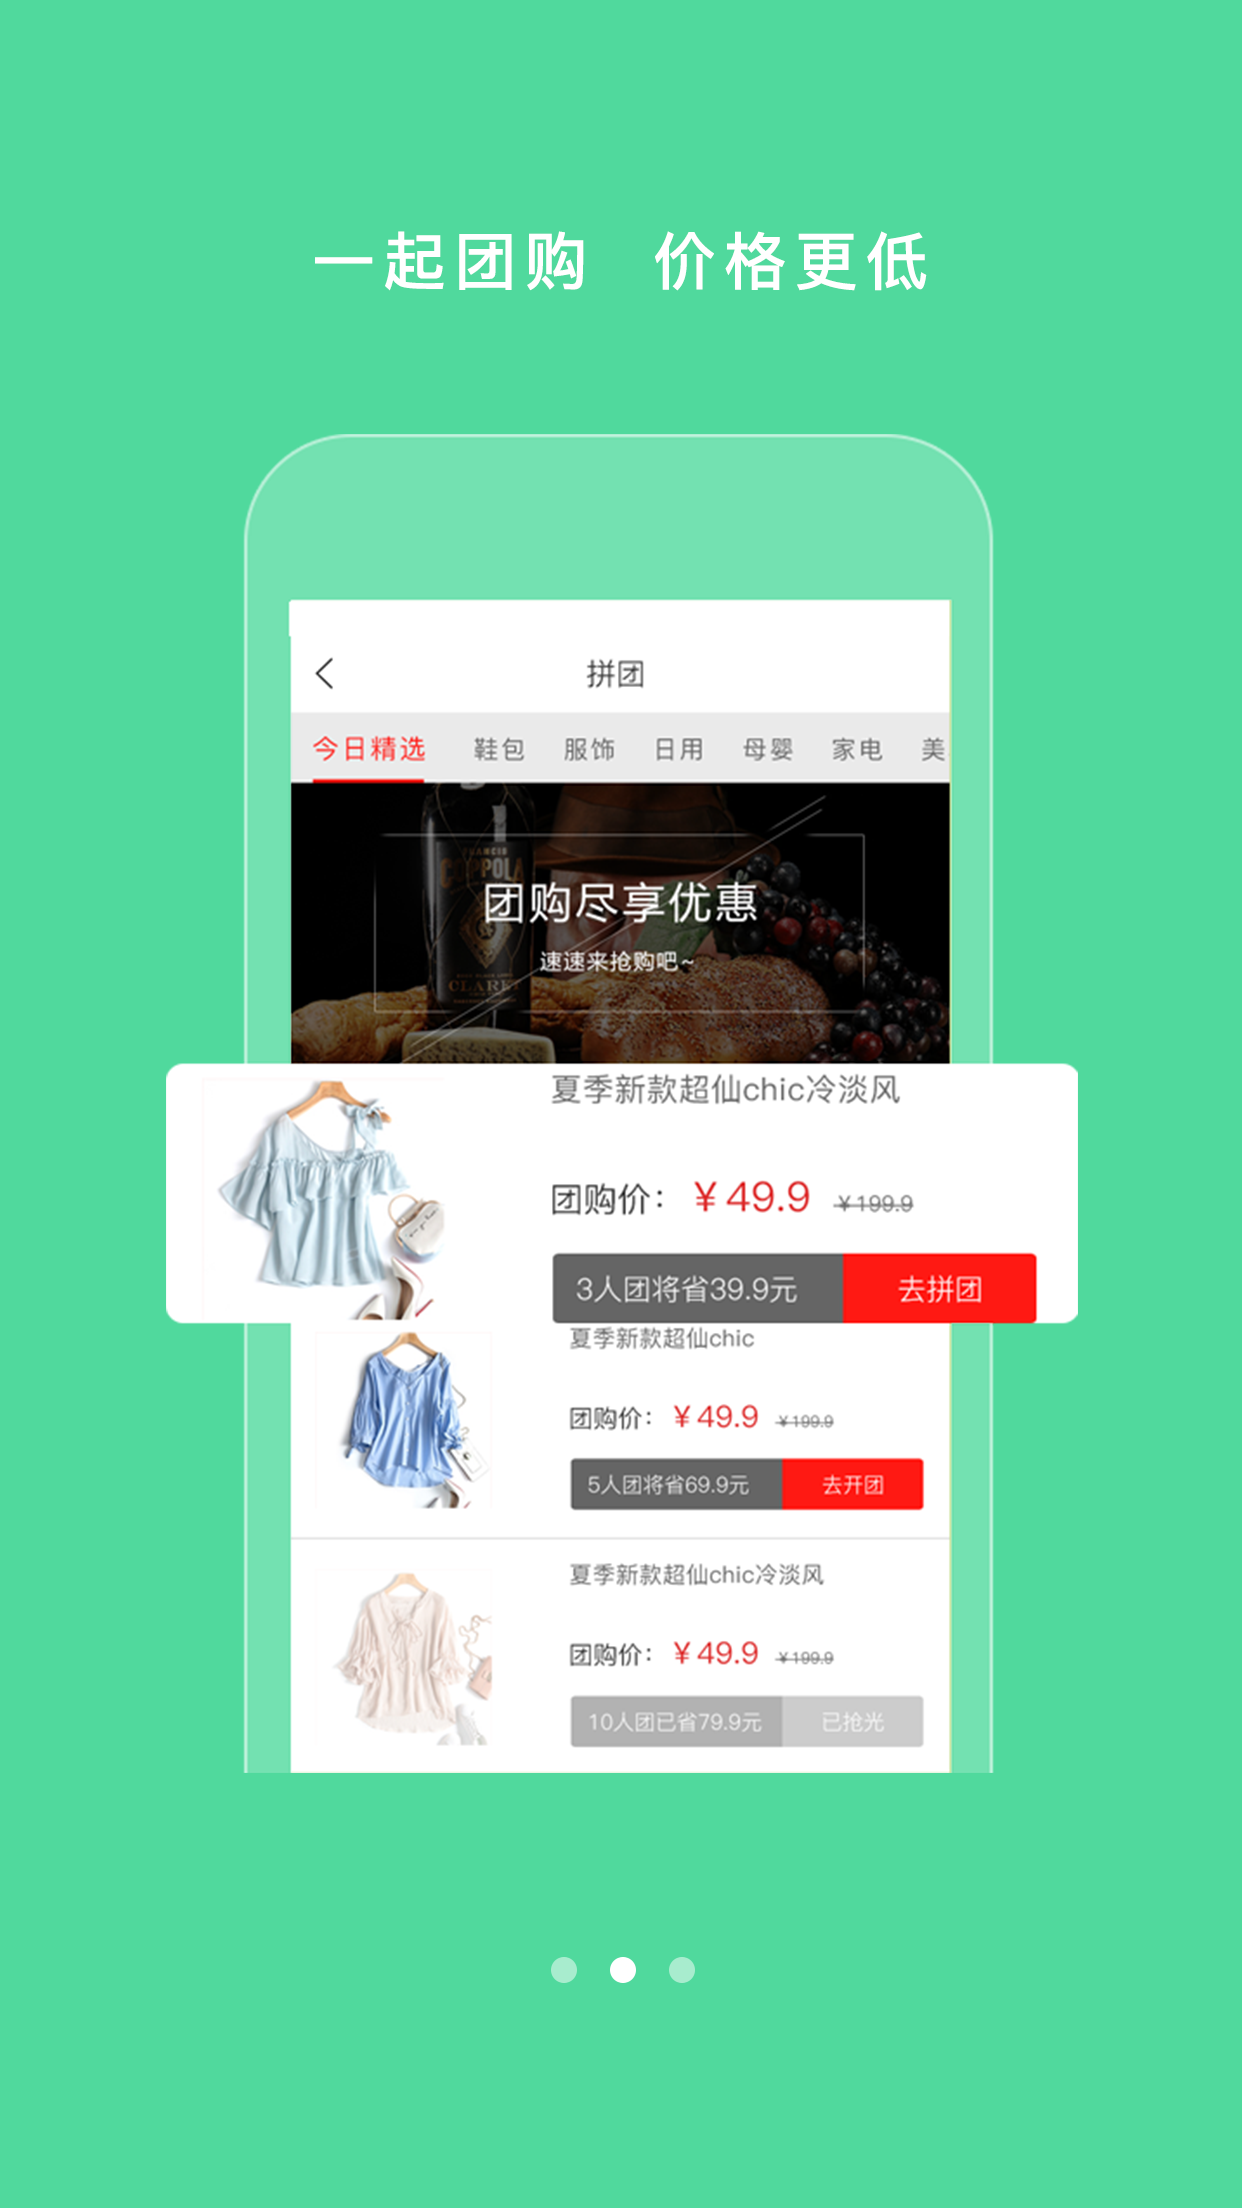 一起团购 价格更低
拼团
今日精选 鞋包 服饰 日用 母婴 家电 美
FRANCIS
COPPOLA
团购尽享优惠
速速来抢购吧~
CLARET
夏季新款超仙chic冷淡风
团购价： ¥49.9 ¥199.9
3人团将省39.9元 去拼团
夏季新款超仙chic
团购价： ¥49.9 ¥199.9
5人团将省69.9元 去开团
夏季新款超仙chic冷淡风
团购价： ¥49.9 ¥199.9
10人团已省79.9元 已抢光